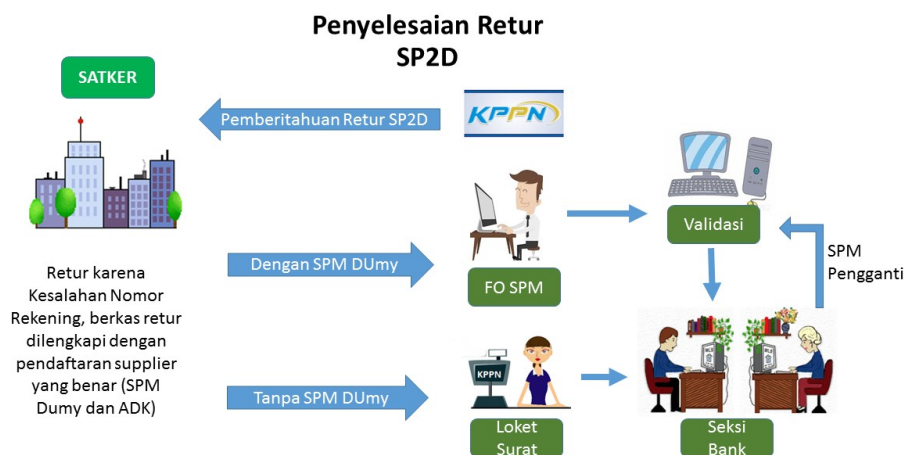 Penyelesaian Retur
SP2D
SATKER
Pemberitahuan Retur SP2D
KPPN
Dengan SPM DUmy
FO SPM
Validasi
SPM
Pengganti
Retur karena
Kesalahan Nomor
Rekening, berkas retur
dilengkapi dengan
pendaftaran supplier
yang benar (SPM
Dumy dan ADK)
Tanpa SPM DUmy
KPPN
Loket
Surat
Seksi
Bank